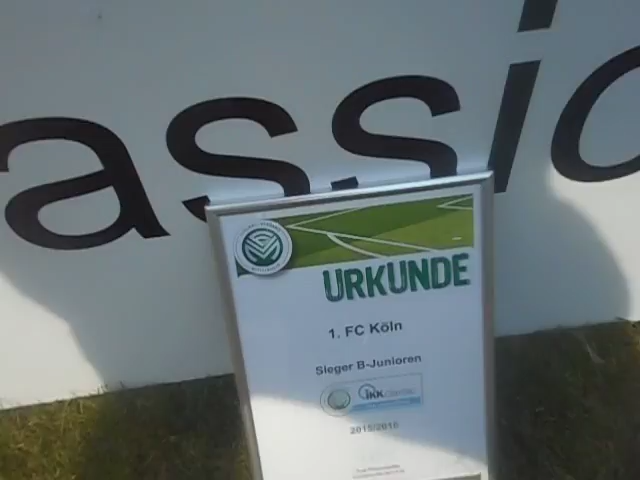 assio
URKUNDE
1. FC Köln
Sieger B-Junioren
IKK
2015/2016